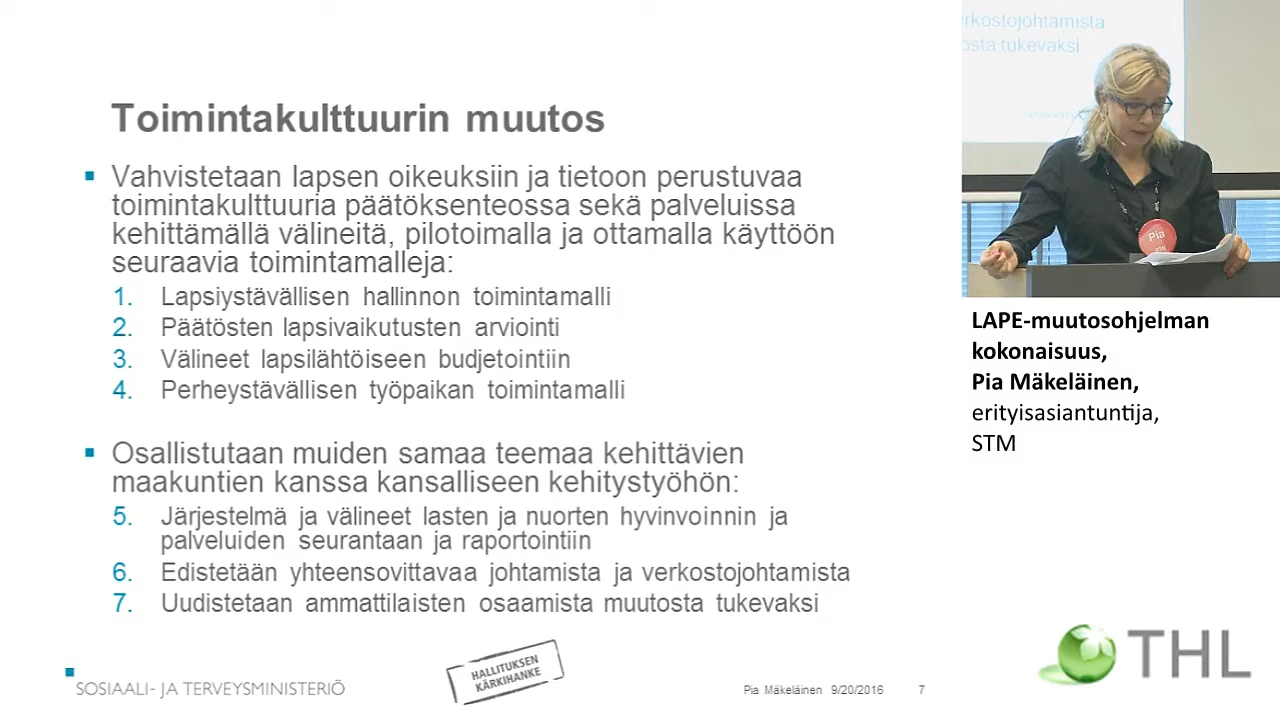 Toimintakulttuurin muutos
Vahvistetaan lapsen oikeuksiin ja tietoon perustuvaa
toimintakulttuuria päätöksenteossa sekä palveluissa
kehittämällä välineitä, pilotoimalla ja ottamalla käyttöön
seuraavia toimintamalleja:
1. Lapsiystävällisen hallinnon toimintamalli
2. Päätösten lapsivaikutusten arviointi
3. Välineet lapsilähtöiseen budjetointiin
4. Perheystävällisen työpaikan toimintamalli
Osallistutaan muiden samaa teemaa kehittävien
maakuntien kanssa kansalliseen kehitystyöhön:
5. Järjestelmä ja välineet lasten ja nuorten hyvinvoinnin ja
palveluiden seurantaan ja raportointiin
6. Edistetään yhteensovittavaa johtamista ja verkostojohtamista
7. Uudistetaan ammattilaisten osaamista muutosta tukevaksi
SOSIAALI- JA TERVEYSMINISTERIÖ
HALLITUKSEN
KÄRKIHANKE
Pia Mäkeläinen 9/20/2016 7
rkostojohtamista
osta tukevaksi
Pia
LAPE-muutosohjelman
kokonaisuus,
Pia Mäkeläinen,
erityisasiantuntija,
STM
THL